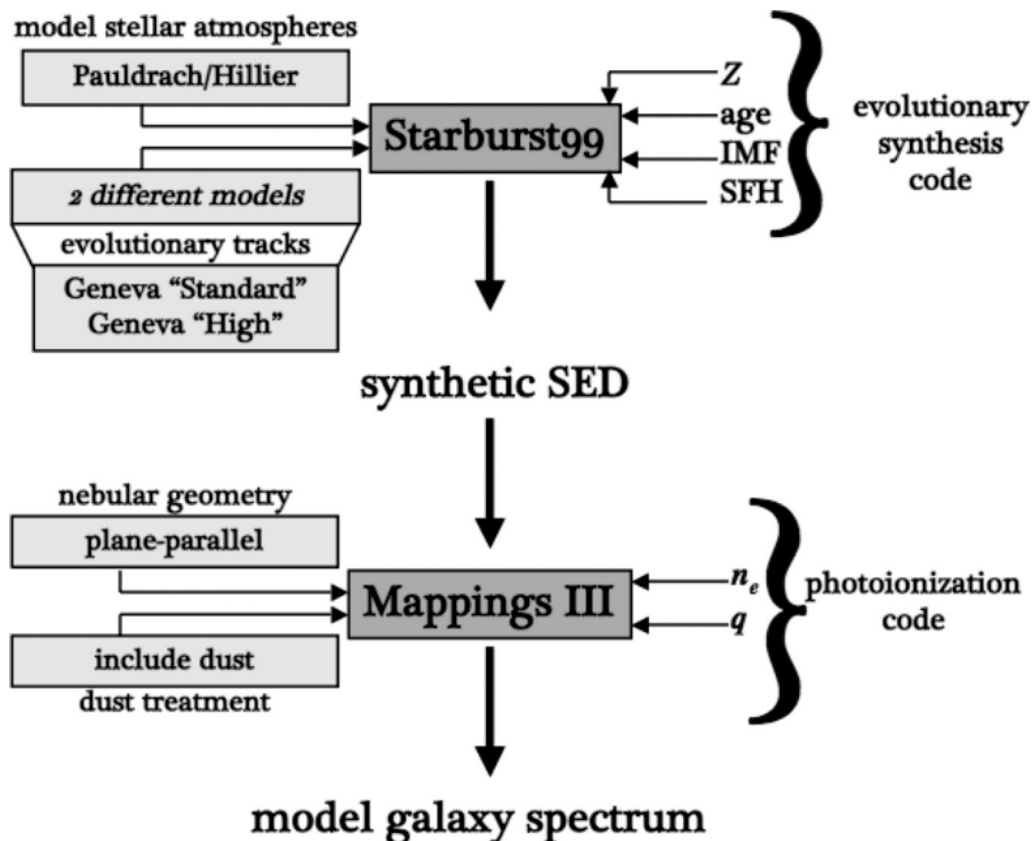 model stellar atmospheres
Pauldrach/Hillier
2 different models
evolutionary tracks
Geneva “Standard”
Geneva “High”
Starburst99
Z
age
IMF
SFH
evolutionary
synthesis
code
synthetic SED
nebular geometry
plane-parallel
include dust
dust treatment
Mappings III
nₑ
q
photoionization
code
model galaxy spectrum